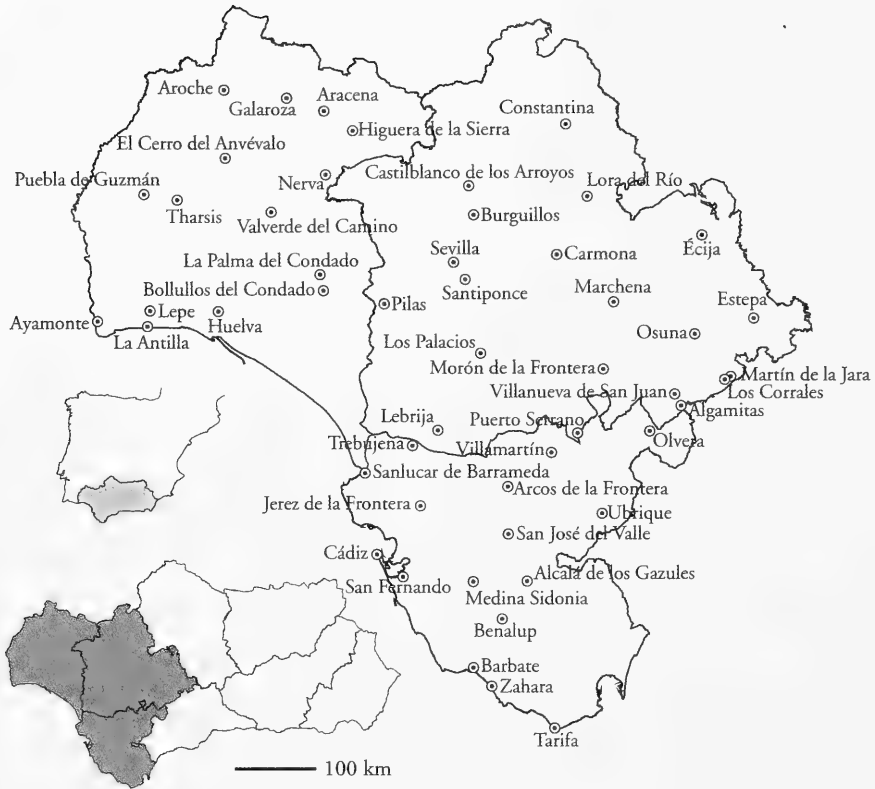 Aroche
Galaroza
Aracena
Constantina
Higuera de la Sierra
El Cerro del Anvévalo
Puebla de Guzmán
Nerva
Castilblanco de los Arroyos
Lora del Río
Tharsis
Valverde del Camino
Burguillos
Écija
Sevilla
Carmona
La Palma del Condado
Santiponce
Marchena
Bollullos del Condado
Pilas
Estepa
Ayamonte
Lepe
Huelva
La Antilla
Osuna
Los Palacios
Morón de la Frontera
Martín de la Jara
Los Corrales
Villanueva de San Juan
Algamitas
Lebrija
Puerto Serrano
Olvera
Trebujena
Villamartín
Sanlucar de Barrameda
Arcos de la Frontera
Jerez de la Frontera
Ubrique
San José del Valle
Cádiz
San Fernando
Alcalá de los Gazules
Medina Sidonia
Benalup
Barbate
Zahara
Tarifa
100 km